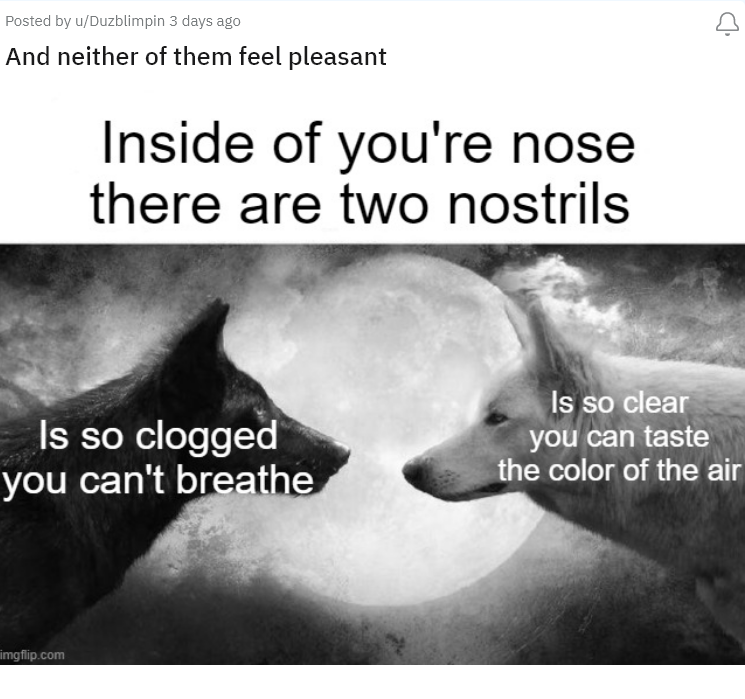 Posted by u/Duzblimpin 3 days ago
And neither of them feel pleasant
Inside of you're nose
there are two nostrils
Is so clogged
you can't breathe
Is so clear
you can taste
the color of the air
imgflip.com